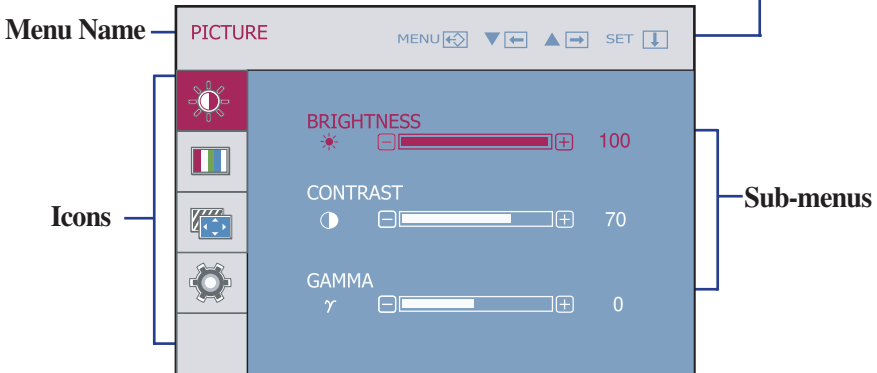 Menu Name
PICTURE
MENU ▼ ▲ SET
BRIGHTNESS
100
CONTRAST
70
GAMMA
γ 0
Icons
Sub-menus